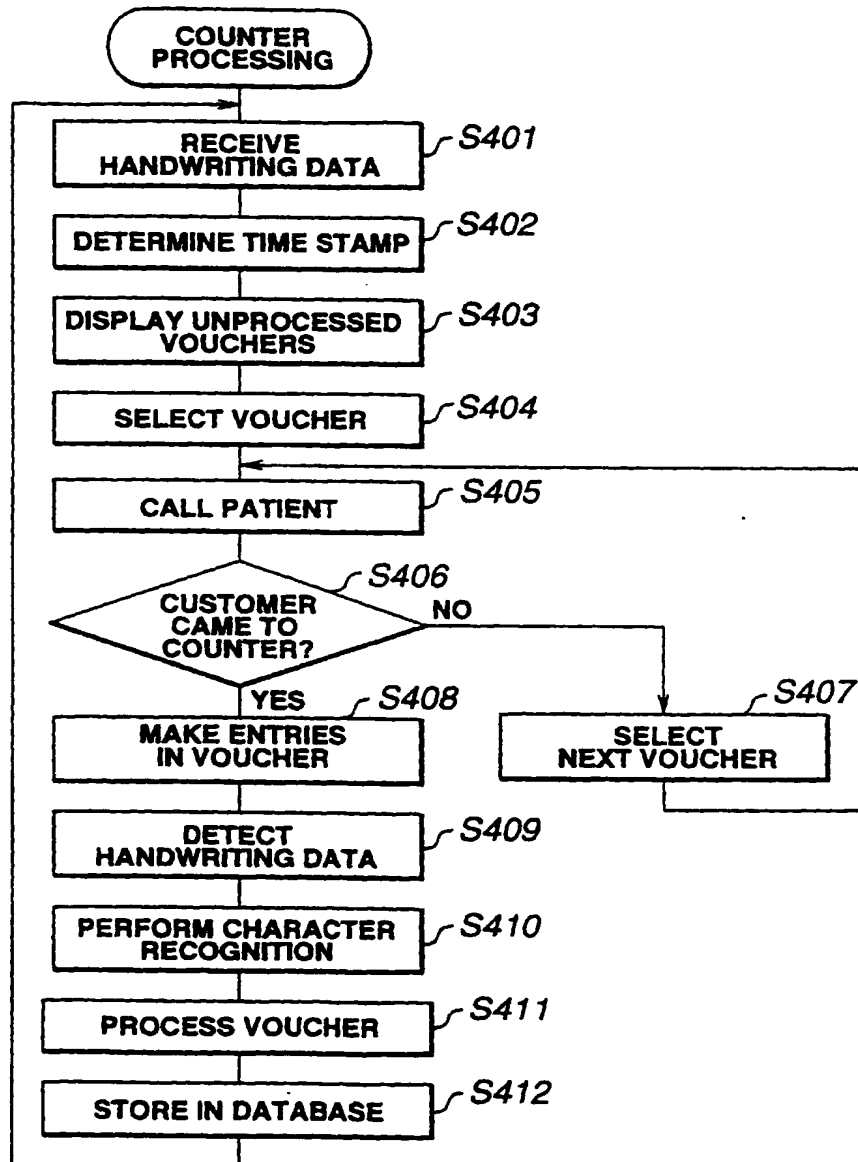 COUNTER
PROCESSING
RECEIVE
HANDWRITING DATA
S401
DETERMINE TIME STAMP
S402
DISPLAY UNPROCESSED
VOUCHERS
S403
SELECT VOUCHER
S404
CALL PATIENT
S405
CUSTOMER
CAME TO
COUNTER?
S406
NO
YES
SELECT
NEXT VOUCHER
S407
MAKE ENTRIES
IN VOUCHER
S408
DETECT
HANDWRITING DATA
S409
PERFORM CHARACTER
RECOGNITION
S410
PROCESS VOUCHER
S411
STORE IN DATABASE
S412